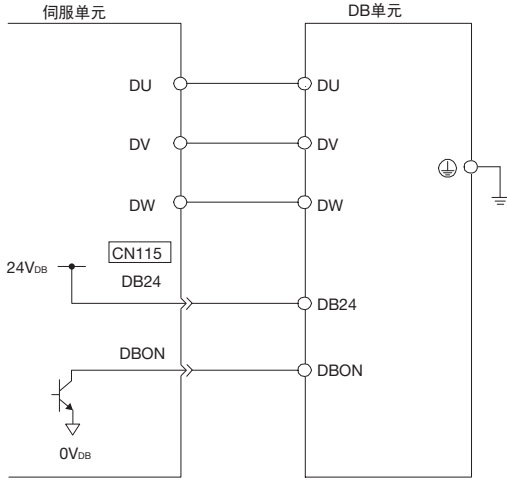 伺服单元
DB单元
DU
DU
DV
DV
DW
DW
CN115
24VDB
DB24
DB24
DBON
DBON
0VDB